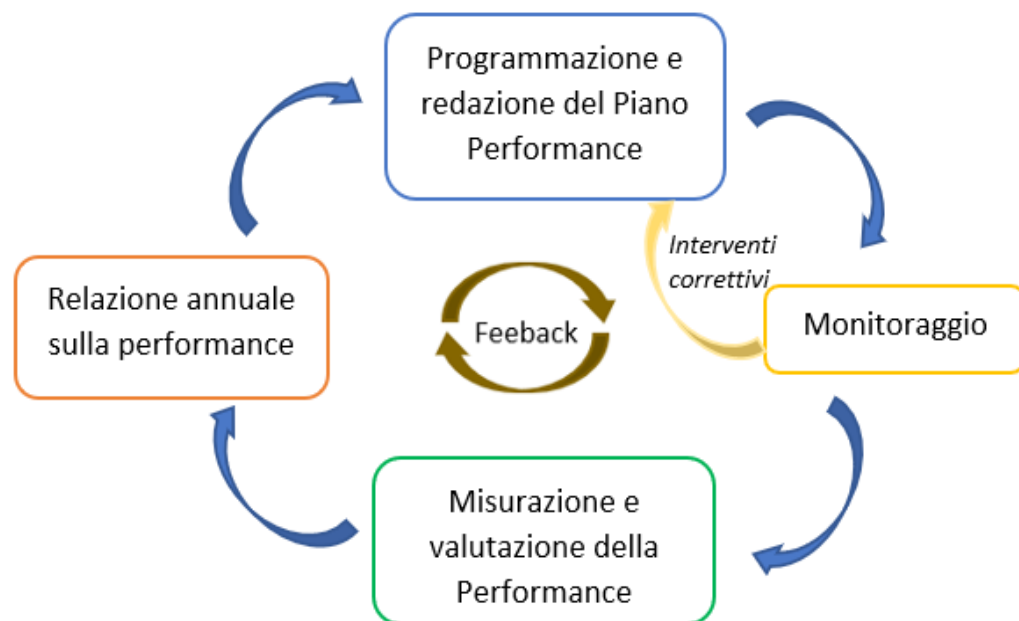 Programmazione e
redazione del Piano
Performance
Interventi
correttivi
Relazione annuale
sulla performance
Feeback
Monitoraggio
Misurazione e
valutazione della
Performance